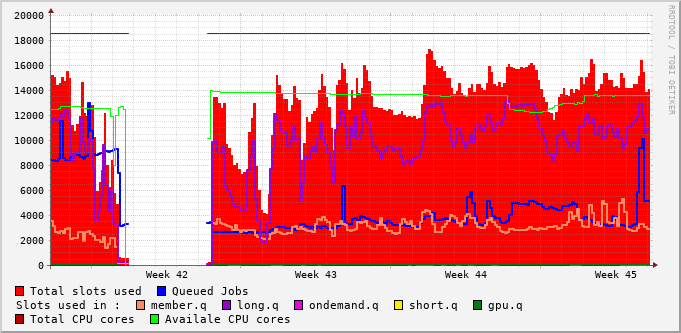 20000
18000
16000
14000
12000
10000
8000
6000
4000
2000
0
Week 42 Week 43 Week 44 Week 45
RRDTOOL / TOBI OETIKER
Total slots used Queued Jobs
Slots used in : member.q long.q ondemand.q short.q gpu.q
Total CPU cores Availale CPU cores